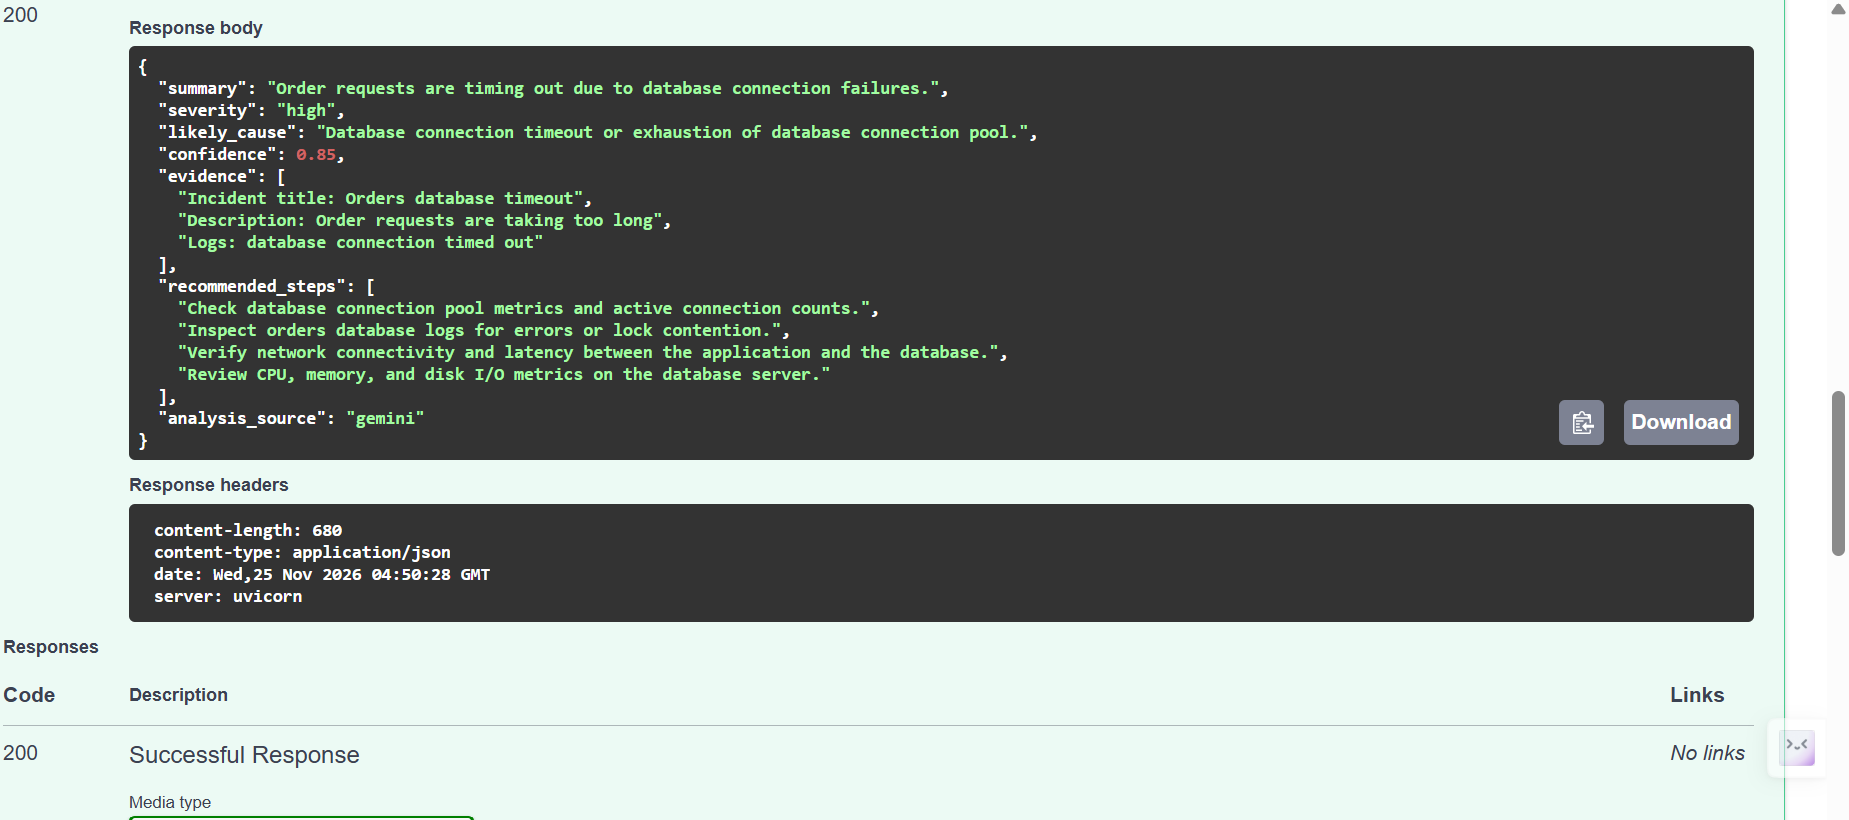 200
Response body
{
  "summary": "Order requests are timing out due to database connection failures.",
  "severity": "high",
  "likely_cause": "Database connection timeout or exhaustion of database connection pool.",
  "confidence": 0.85,
  "evidence": [
    "Incident title: Orders database timeout",
    "Description: Order requests are taking too long",
    "Logs: database connection timed out"
  ],
  "recommended_steps": [
    "Check database connection pool metrics and active connection counts.",
    "Inspect orders database logs for errors or lock contention.",
    "Verify network connectivity and latency between the application and the database.",
    "Review CPU, memory, and disk I/O metrics on the database server."
  ],
  "analysis_source": "gemini"
}
Download
Response headers
content-length: 680
content-type: application/json
date: Wed,25 Nov 2026 04:50:28 GMT
server: uvicorn
Responses
Code Description Links
200 Successful Response No links
Media type